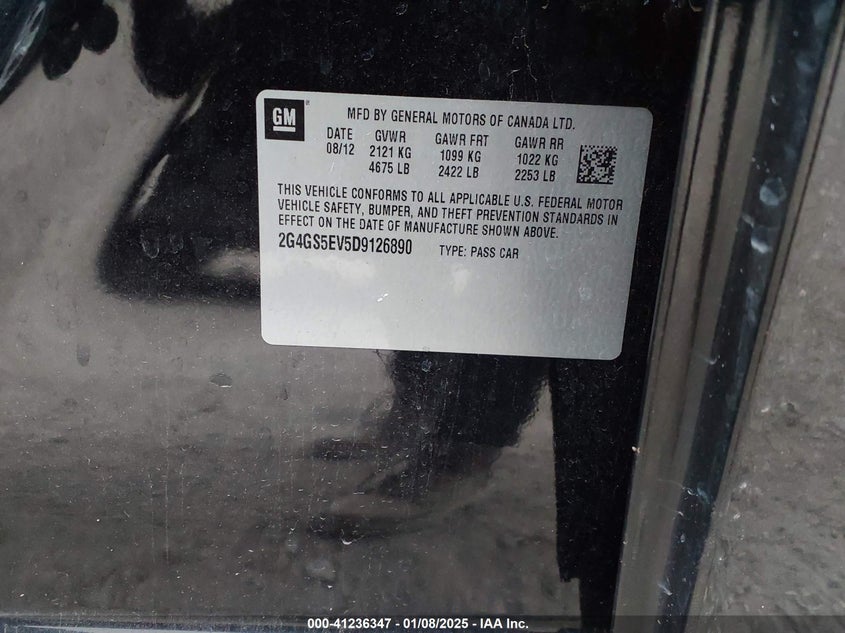 GM
MFD BY GENERAL MOTORS OF CANADA LTD.
DATE GVWR GAWR FRT GAWR RR
08/12 2121 KG 1099 KG 1022 KG
4675 LB 2422 LB 2253 LB
THIS VEHICLE CONFORMS TO ALL APPLICABLE U.S. FEDERAL MOTOR
VEHICLE SAFETY, BUMPER, AND THEFT PREVENTION STANDARDS IN
EFFECT ON THE DATE OF MANUFACTURE SHOWN ABOVE.
2G4GS5EV5D9126890 TYPE: PASS CAR
000-41236347 - 01/08/2025 - IAA Inc.